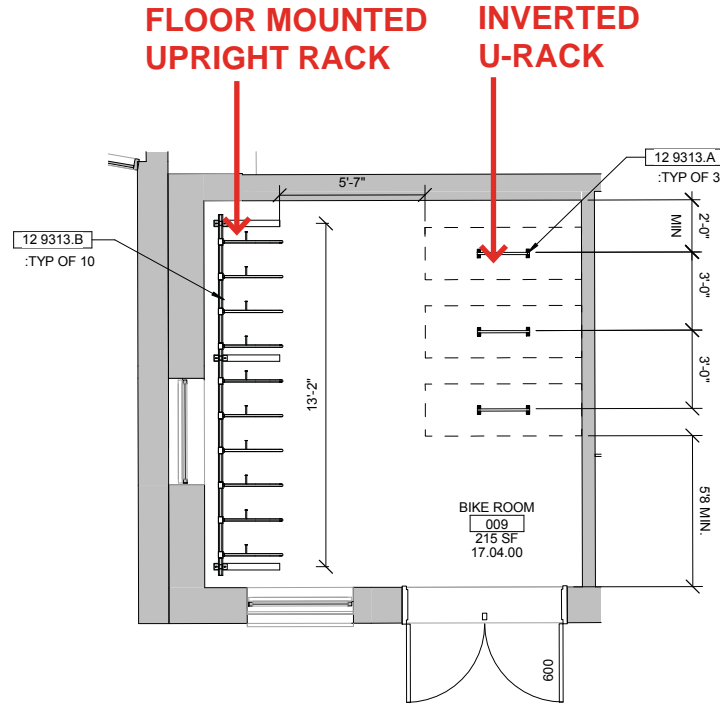 FLOOR MOUNTED
UPRIGHT RACK
INVERTED
U-RACK
12 9313.A
:TYP OF 3
5'-7"
2'-0"
MIN
12 9313.B
:TYP OF 10
3'-0"
3'-0"
13'-2"
5'8 MIN.
BIKE ROOM
009
215 SF
17.04.00
009